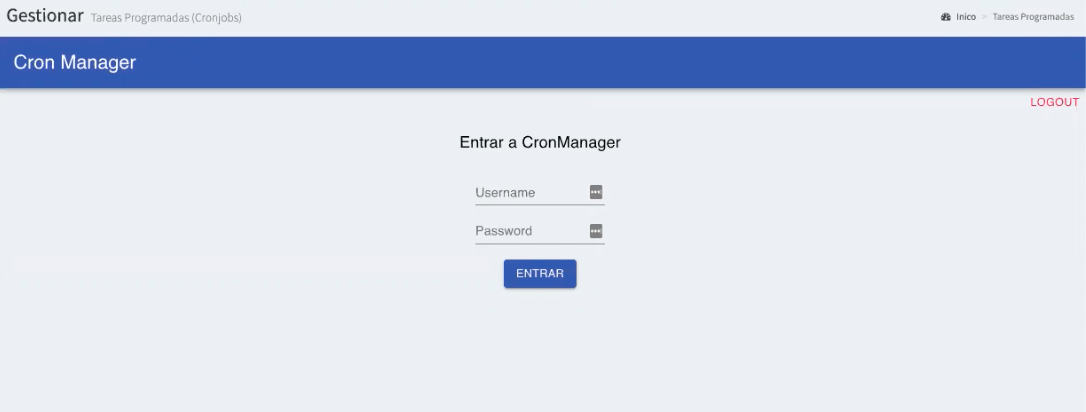 Gestionar Tareas Programadas (Cronjobs)
Inico > Tareas Programadas
Cron Manager
LOGOUT
Entrar a CronManager
Username
Password
ENTRAR